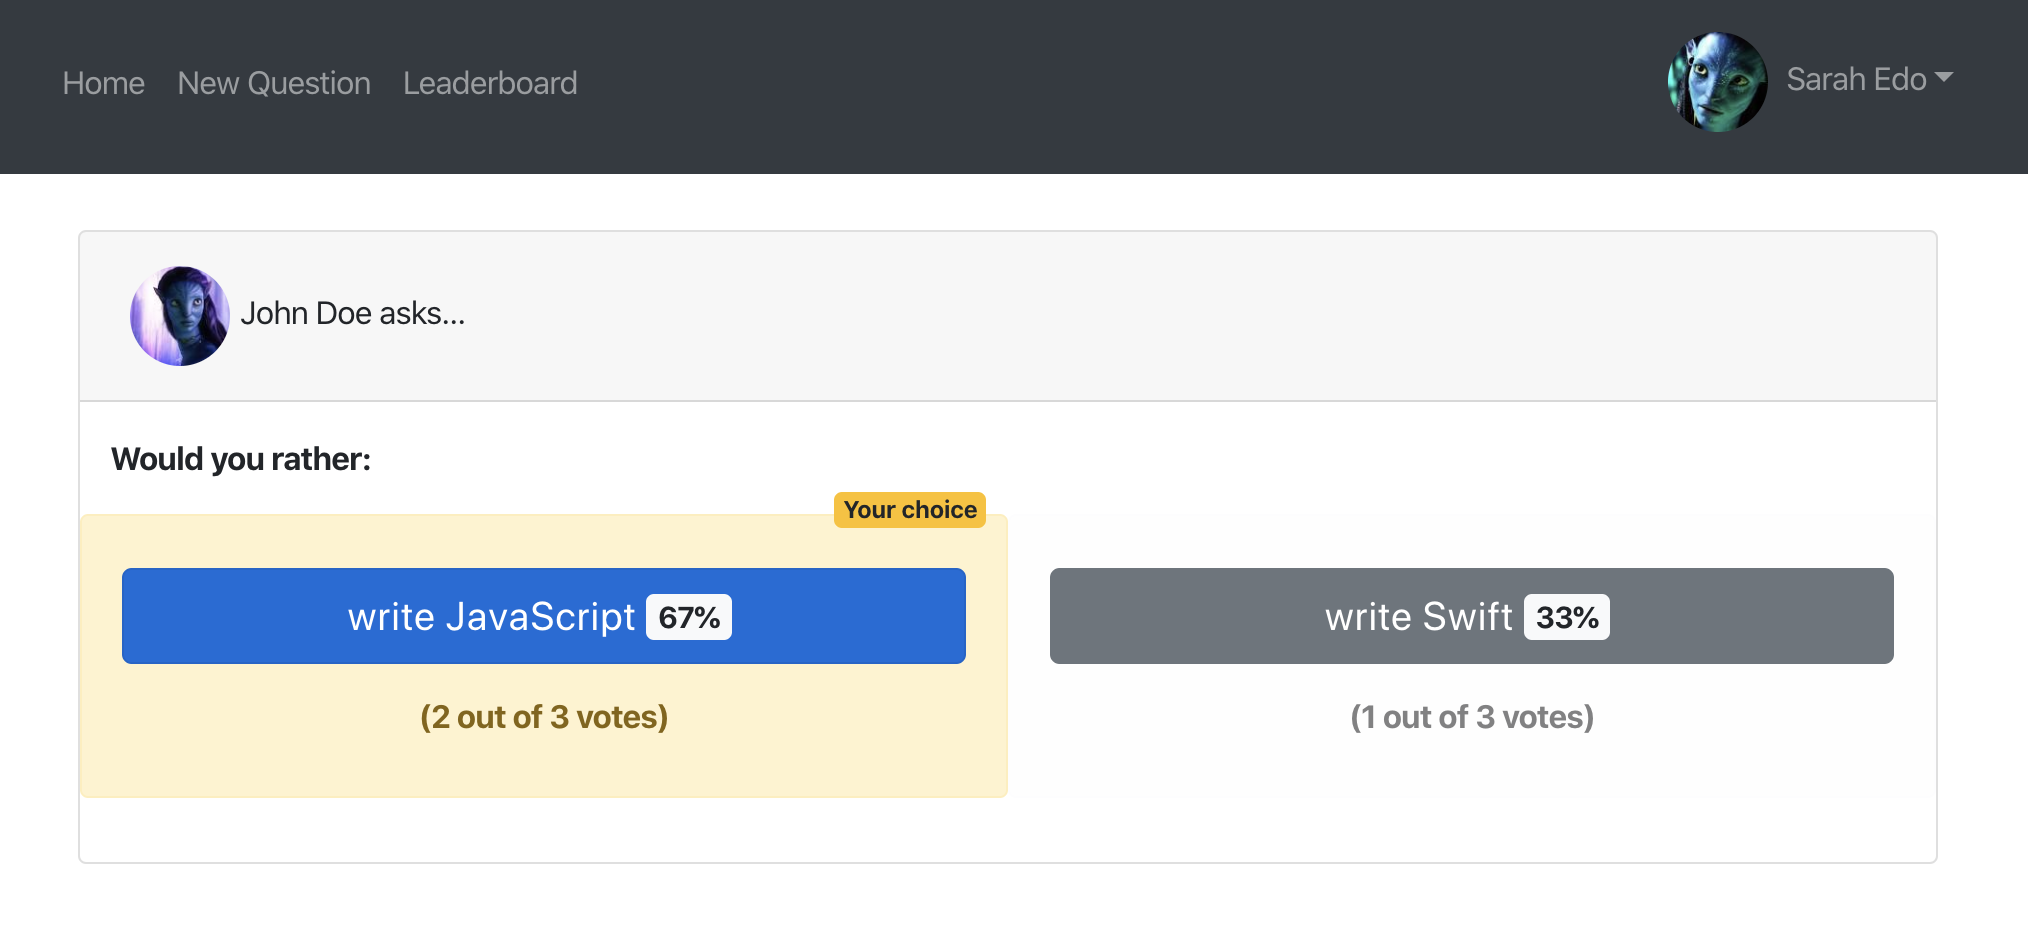 Home New Question Leaderboard Sarah Edo
John Doe asks...
Would you rather:
Your choice
write JavaScript 67%
(2 out of 3 votes)
write Swift 33%
(1 out of 3 votes)